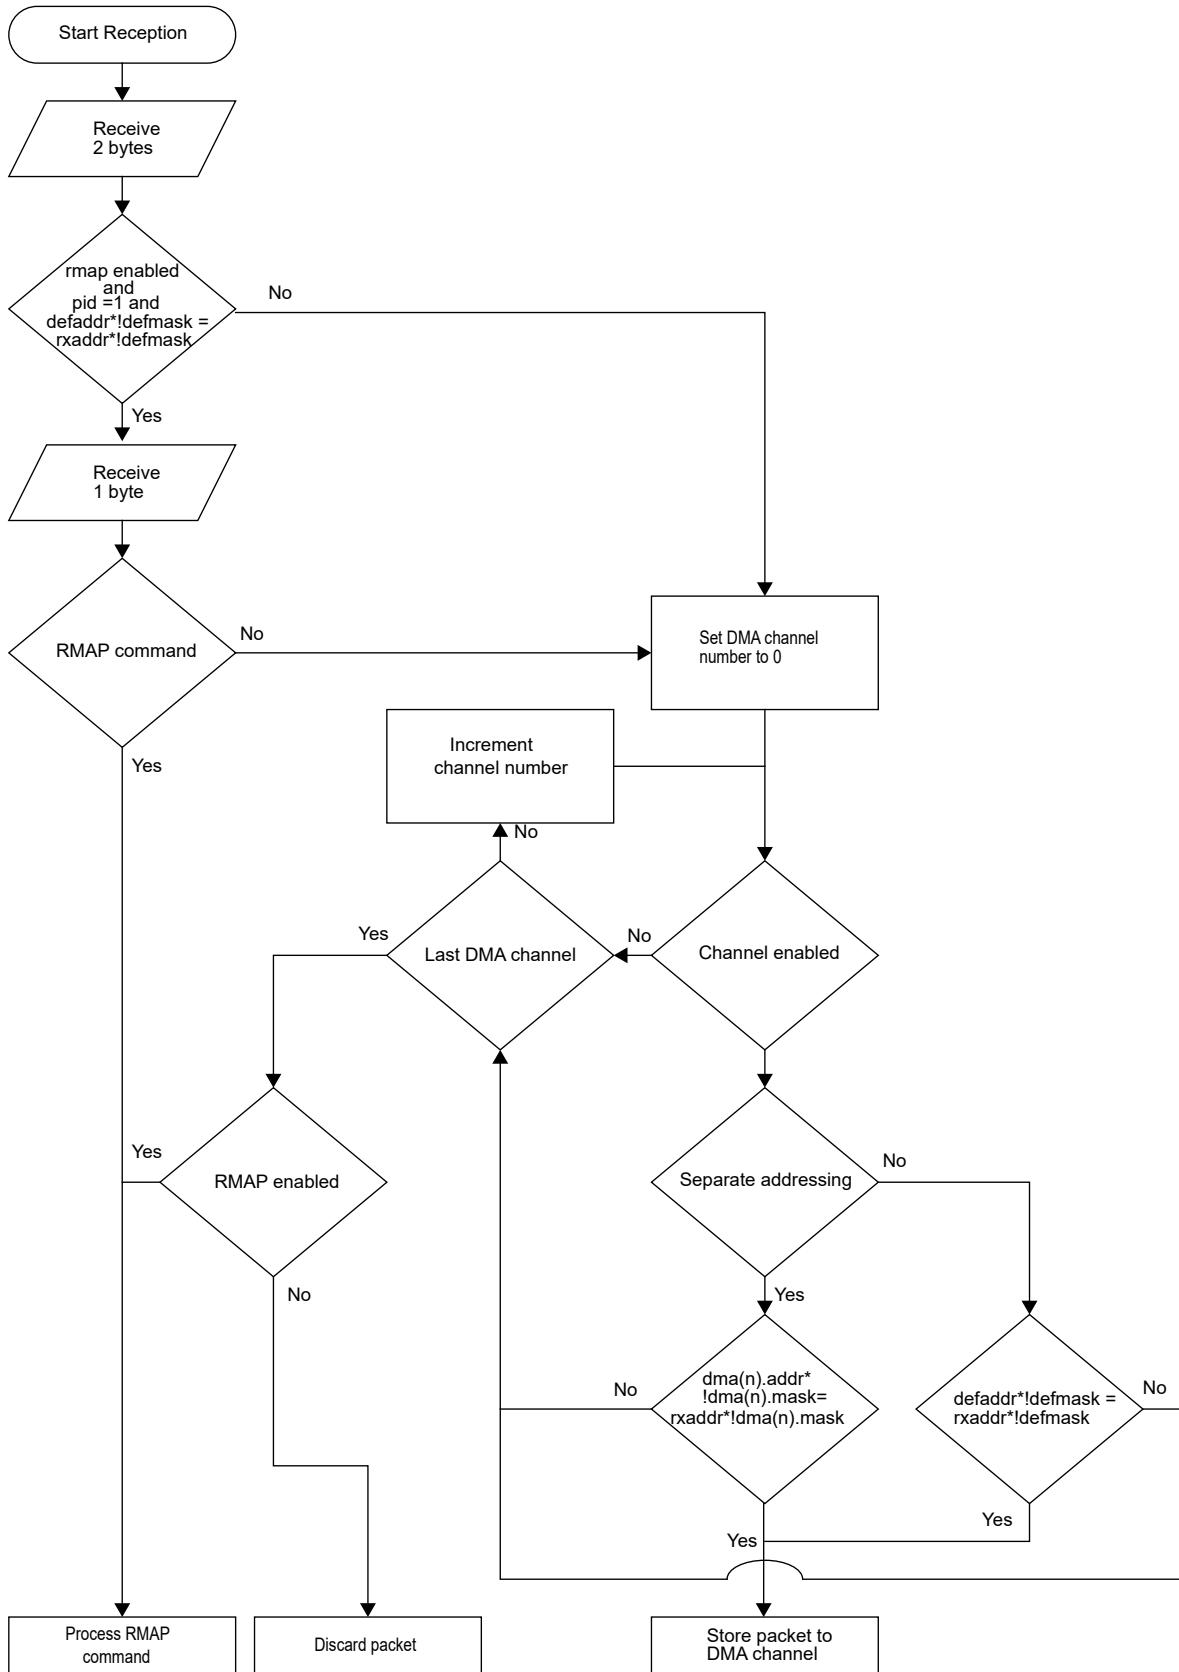 Start Reception
Receive
2 bytes
rmap enabled
and
pid =1 and
defaddr*!defmask =
rxaddr*!defmask
No
Yes
Receive
1 byte
RMAP command
No
Yes
Set DMA channel
number to 0
Increment
channel number
No
Last DMA channel
Yes
No
Channel enabled
Separate addressing
No
Yes
RMAP enabled
Yes
No
dma(n).addr*
!dma(n).mask=
rxaddr*!dma(n).mask
No
Yes
defaddr*!defmask =
rxaddr*!defmask
No
Yes
Process RMAP
command
Discard packet
Store packet to
DMA channel